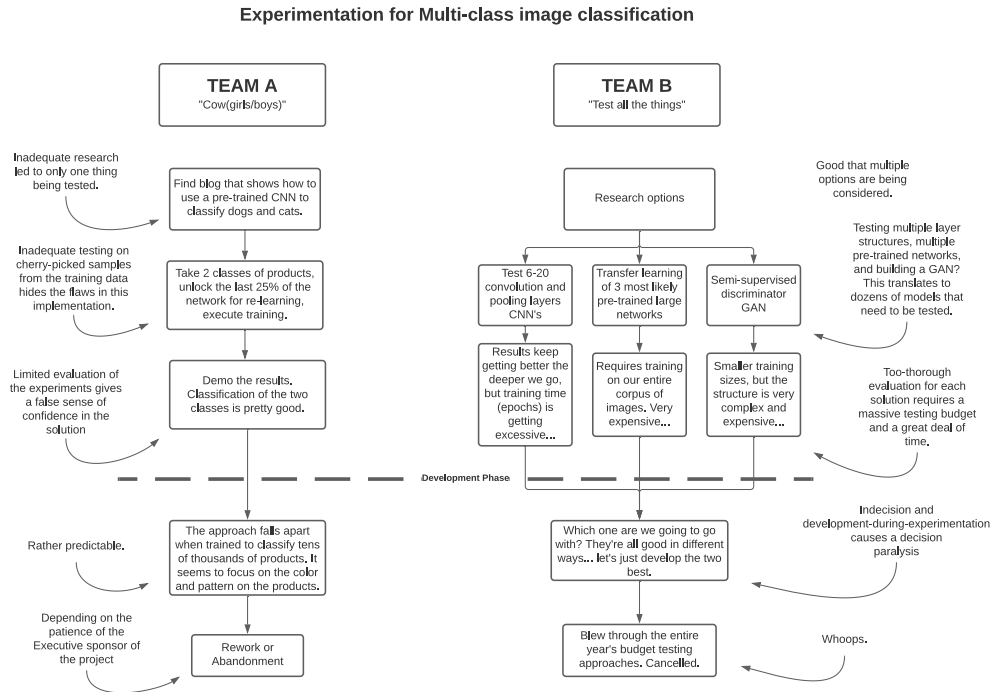 Experimentation for Multi-class image classification
TEAM A
"Cow(girls/boys)"
Inadequate research
led to only one thing
being tested.
Find blog that shows how to
use a pre-trained CNN to
classify dogs and cats.
Inadequate testing on
cherry-picked samples
from the training data
hides the flaws in this
implementation.
Take 2 classes of products,
unlock the last 25% of the
network for re-learning,
execute training.
Limited evaluation of
the experiments gives
a false sense of
confidence in the
solution
Demo the results.
Classification of the two
classes is pretty good.
TEAM B
"Test all the things"
Research options
Good that multiple
options are being
considered.
Test 6-20
convolution and
pooling layers
CNN's
Transfer learning
of 3 most likely
pre-trained large
networks
Semi-supervised
discriminator
GAN
Testing multiple layer
structures, multiple
pre-trained networks,
and building a GAN?
This translates to
dozens of models that
need to be tested.
Results keep
getting better the
deeper we go,
but training time
(epochs) is
getting
excessive...
Requires training
on our entire
corpus of
images. Very
expensive...
Smaller training
sizes, but the
structure is very
complex and
expensive...
Too-thorough
evaluation for each
solution requires a
massive testing budget
and a great deal of
time.
Development Phase
Rather predictable.
The approach falls apart
when trained to classify tens
of thousands of products. It
seems to focus on the color
and pattern on the products.
Depending on the
patience of the
Executive sponsor of
the project
Rework or
Abandonment
Which one are we going to go
with? They're all good in different
ways... let's just develop the two
best.
Indecision and
development-during-experimentation
causes a decision
paralysis
Blew through the entire
year's budget testing
approaches. Cancelled.
Whoops.